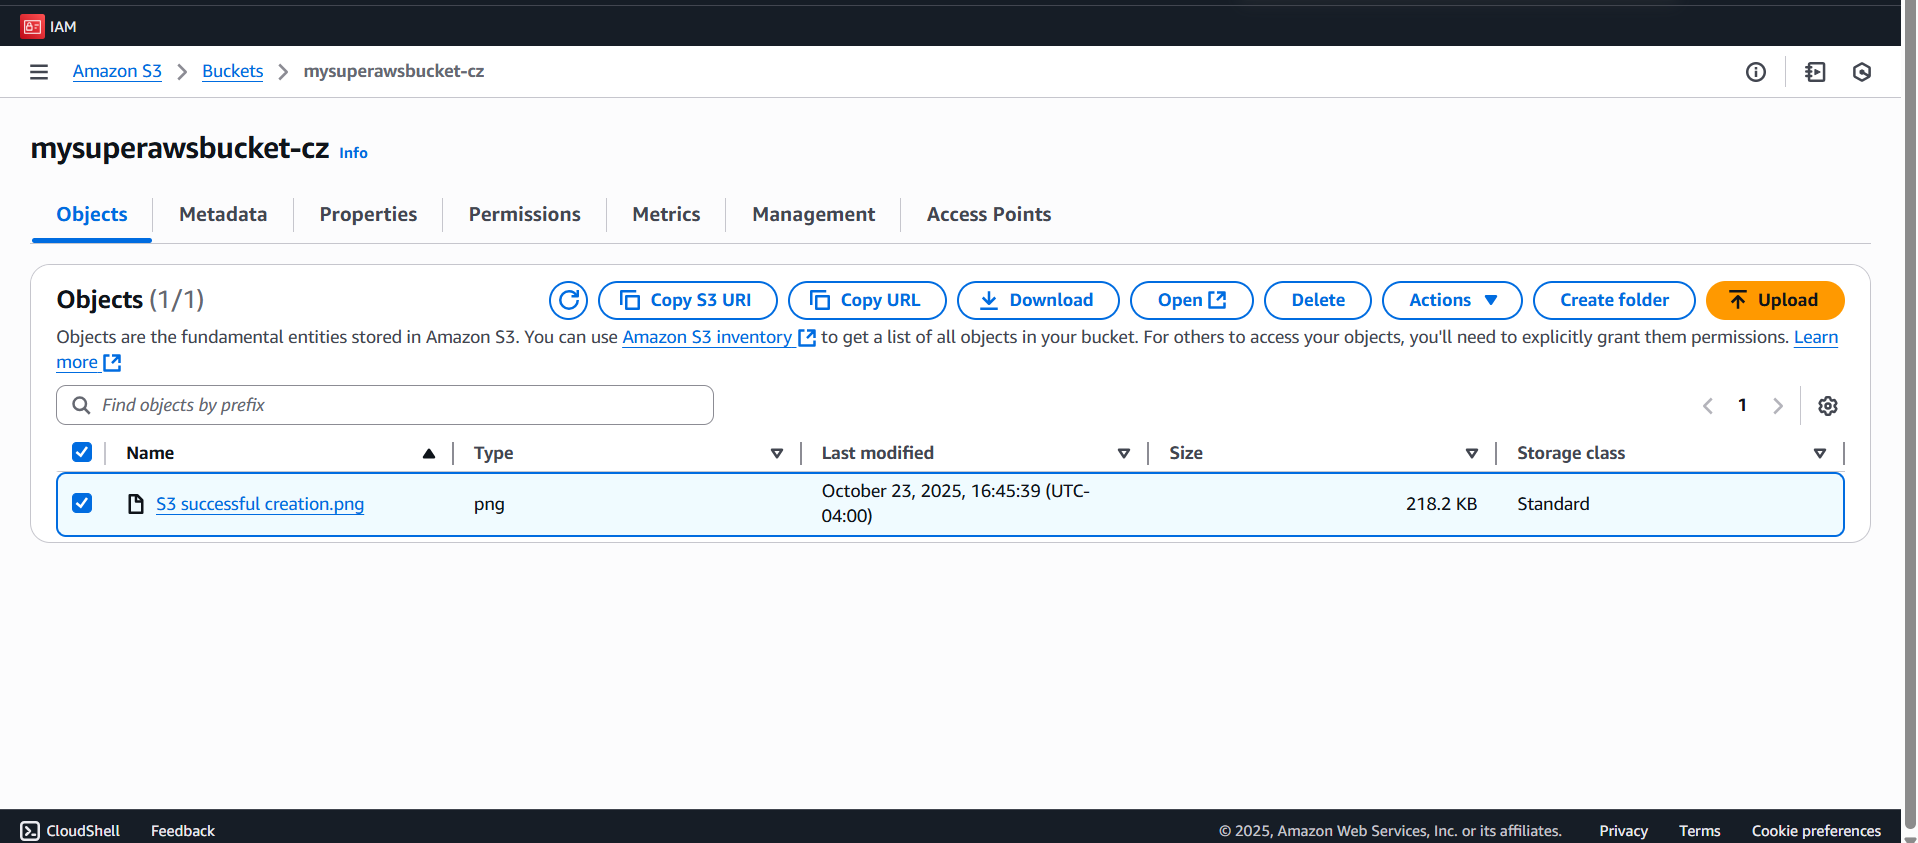 IAM
Amazon S3 > Buckets > mysuperawsbucket-cz
mysuperawsbucket-cz Info
Objects Metadata Properties Permissions Metrics Management Access Points
Objects (1/1) Copy S3 URI Copy URL Download Open Delete Actions Create folder Upload
Objects are the fundamental entities stored in Amazon S3. You can use Amazon S3 inventory to get a list of all objects in your bucket. For others to access your objects, you'll need to explicitly grant them permissions. Learn
more
Find objects by prefix 1
Name Type Last modified Size Storage class
S3 successful creation.png png October 23, 2025, 16:45:39 (UTC-
04:00) 218.2 KB Standard
CloudShell Feedback © 2025, Amazon Web Services, Inc. or its affiliates. Privacy Terms Cookie preferences